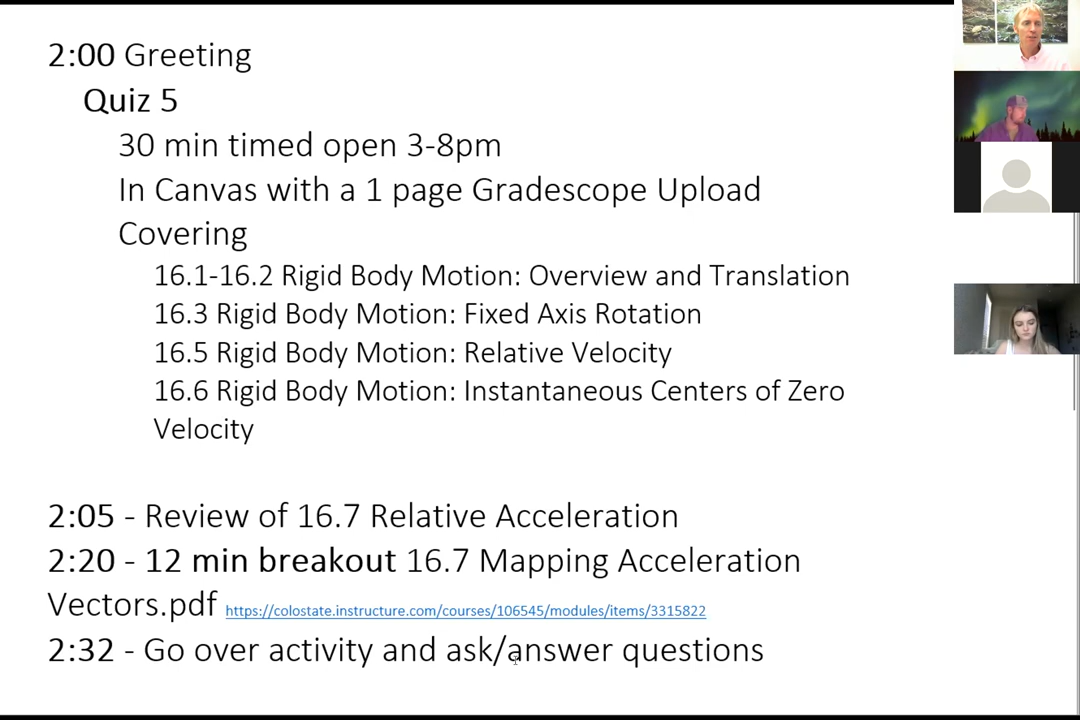 2:00 Greeting
Quiz 5
30 min timed open 3-8pm
In Canvas with a 1 page Gradescope Upload
Covering
16.1-16.2 Rigid Body Motion: Overview and Translation
16.3 Rigid Body Motion: Fixed Axis Rotation
16.5 Rigid Body Motion: Relative Velocity
16.6 Rigid Body Motion: Instantaneous Centers of Zero
Velocity
2:05 - Review of 16.7 Relative Acceleration
2:20 - 12 min breakout 16.7 Mapping Acceleration
Vectors.pdf https://colostate.instructure.com/courses/106545/modules/items/3315822
2:32 - Go over activity and ask/answer questions